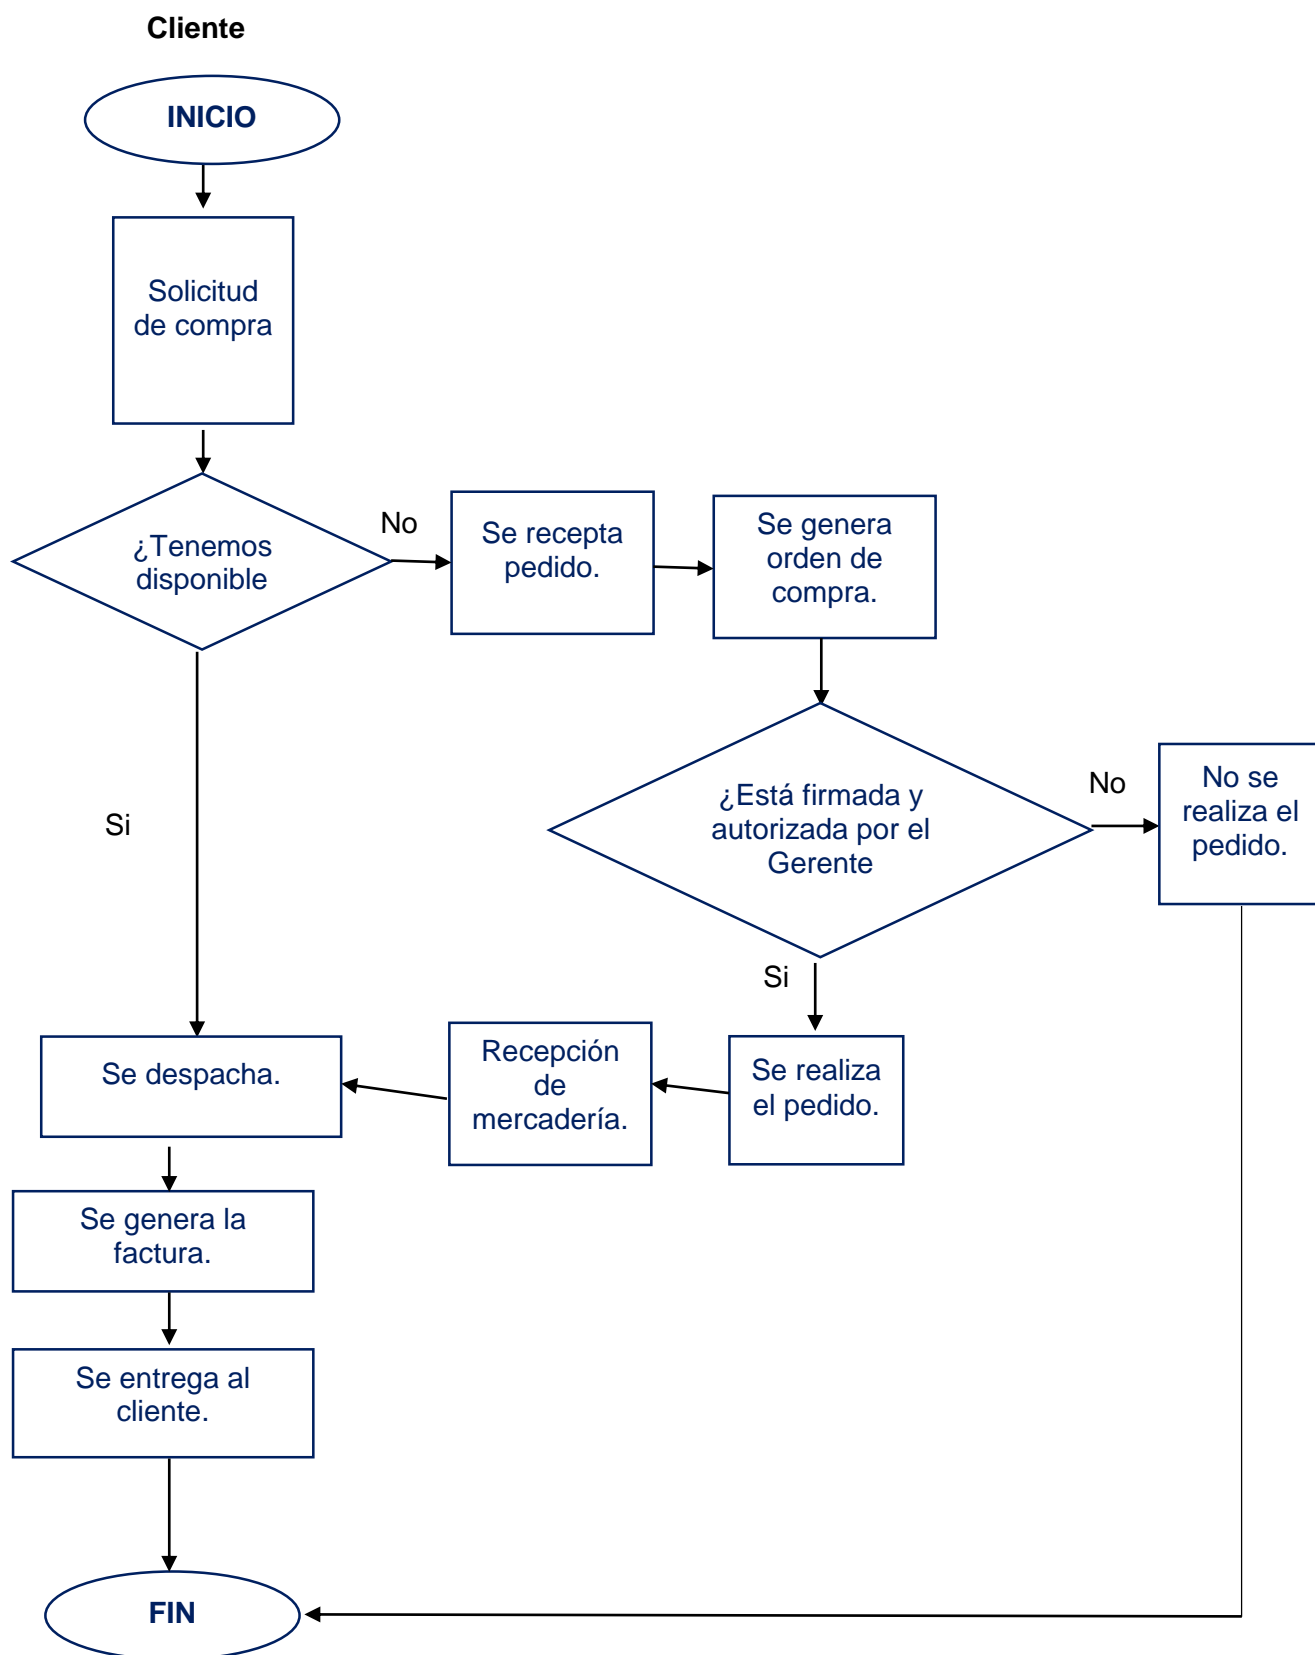 Cliente
INICIO
Solicitud
de compra
¿Tenemos
disponible
No
Se recepta
pedido.
Se genera
orden de
compra.
¿Está firmada y
autorizada por el
Gerente
No
No se
realiza el
pedido.
Si
Si
Se realiza
el pedido.
Recepción
de
mercadería.
Se despacha.
Se genera la
factura.
Se entrega al
cliente.
FIN